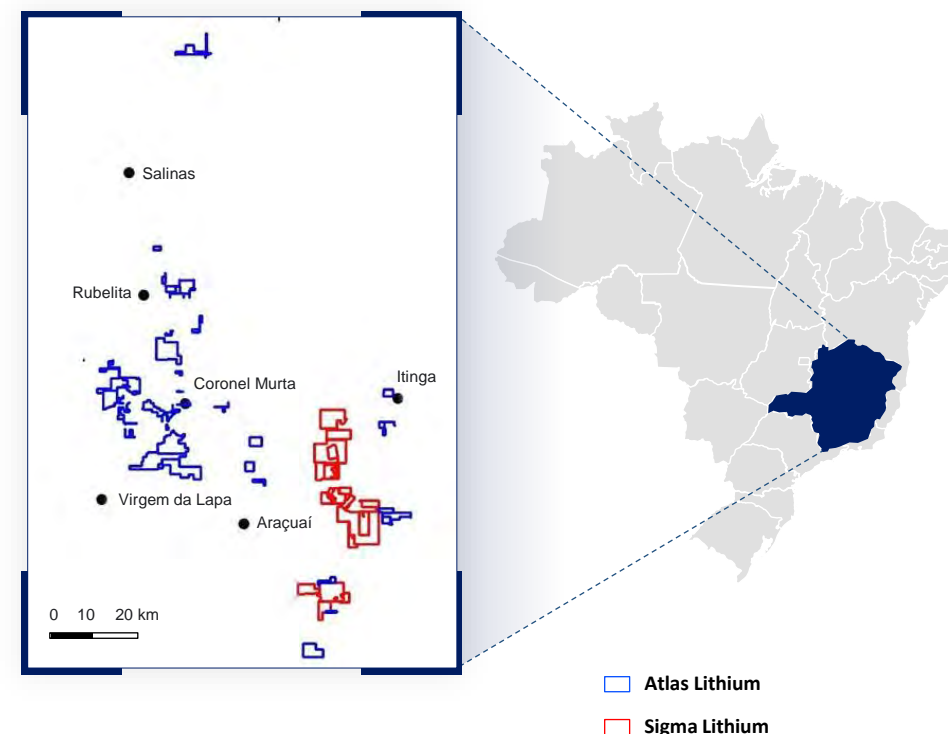 Salinas
Rubelita
Coronel Murta
Itinga
Virgem da Lapa
Araçuaí
0 10 20 km
Atlas Lithium
Sigma Lithium